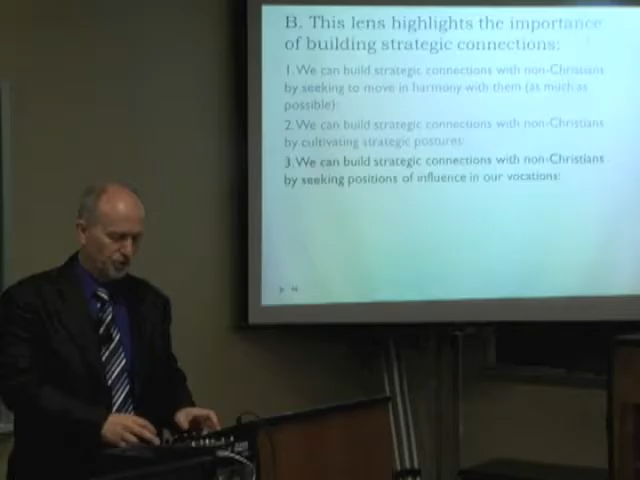 B. This lens highlights the importance
of building strategic connections:
1. We can build strategic connections with non-Christians
by seeking to move in harmony with them (as much as
possible):
2. We can build strategic connections with non-Christians
by cultivating strategic postures:
3. We can build strategic connections with non-Christians
by seeking positions of influence in our vocations: